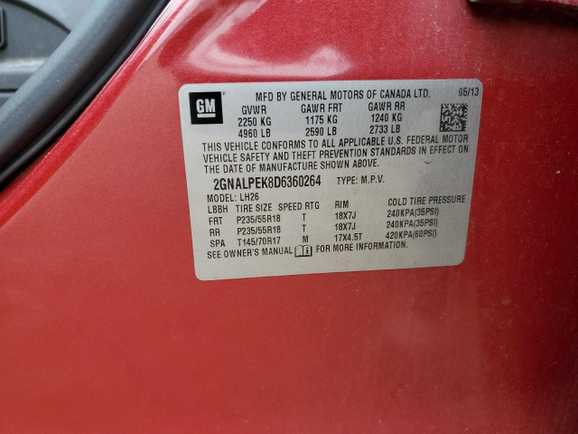 GM
MFD BY GENERAL MOTORS OF CANADA LTD. 05/13
GVWR GAWR FRT GAWR RR
2250 KG 1175 KG 1240 KG
4960 LB 2590 LB 2733 LB
THIS VEHICLE CONFORMS TO ALL APPLICABLE U.S. FEDERAL MOTOR
VEHICLE SAFETY AND THEFT PREVENTION STANDARDS IN EFFECT ON
THE DATE OF MANUFACTURE SHOWN ABOVE.
2GNALPEK8D6360264 TYPE: M.P.V.
MODEL: LH26
LBBH TIRE SIZE SPEED RTG RIM COLD TIRE PRESSURE
FRT P235/55R18 T 18X7J 240KPA(35PSI)
RR P235/55R18 T 18X7J 240KPA(35PSI)
SPA T145/70R17 M 17X4.5T 420KPA(60PSI)
SEE OWNER'S MANUAL FOR MORE INFORMATION.